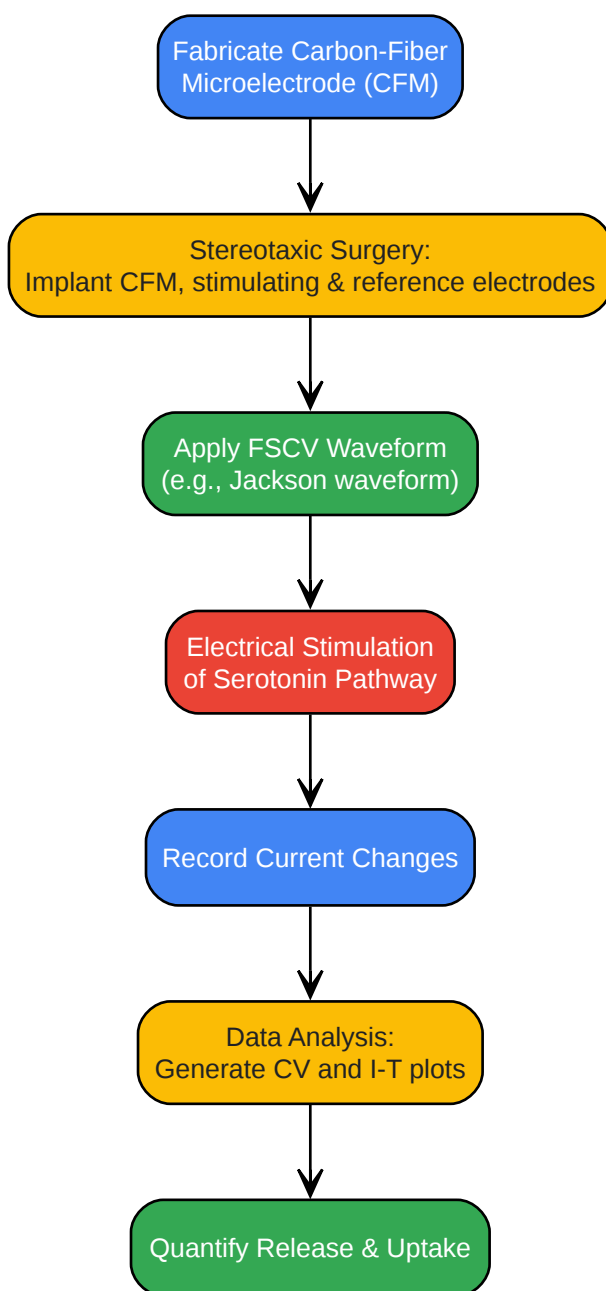 Fabricate Carbon-Fiber
Microelectrode (CFM)
Stereotaxic Surgery:
Implant CFM, stimulating & reference electrodes
Apply FSCV Waveform
(e.g., Jackson waveform)
Electrical Stimulation
of Serotonin Pathway
Record Current Changes
Data Analysis:
Generate CV and I-T plots
Quantify Release & Uptake